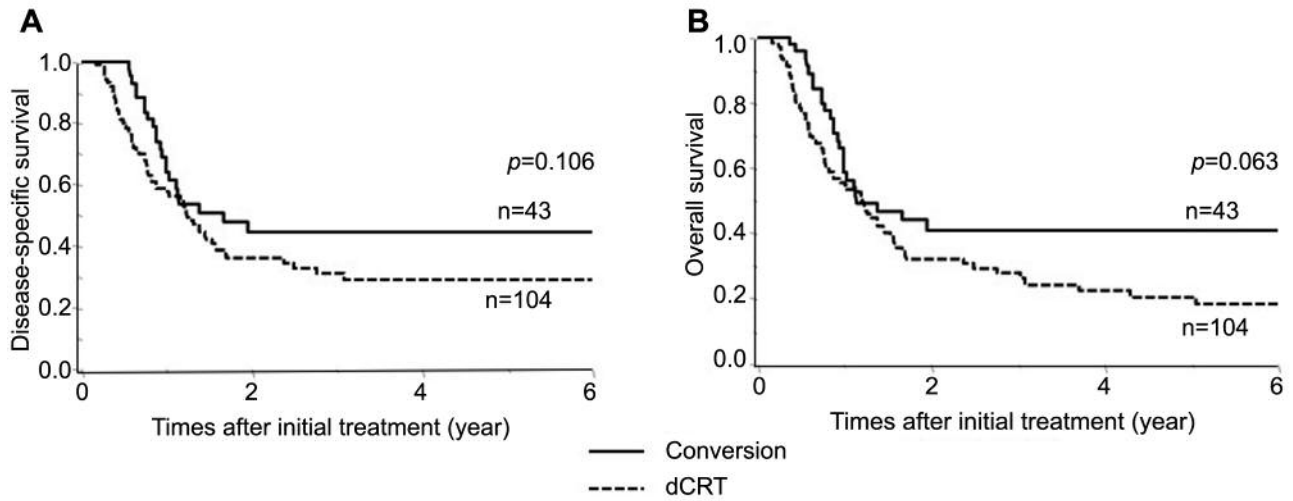 A
Disease-specific survival
1.0
0.8
0.6
0.4
0.2
0.0
p=0.106
n=43
n=104
0 2 4 6
Times after initial treatment (year)
B
Overall survival
1.0
0.8
0.6
0.4
0.2
0.0
p=0.063
n=43
n=104
0 2 4 6
Times after initial treatment (year)
Conversion
dCRT